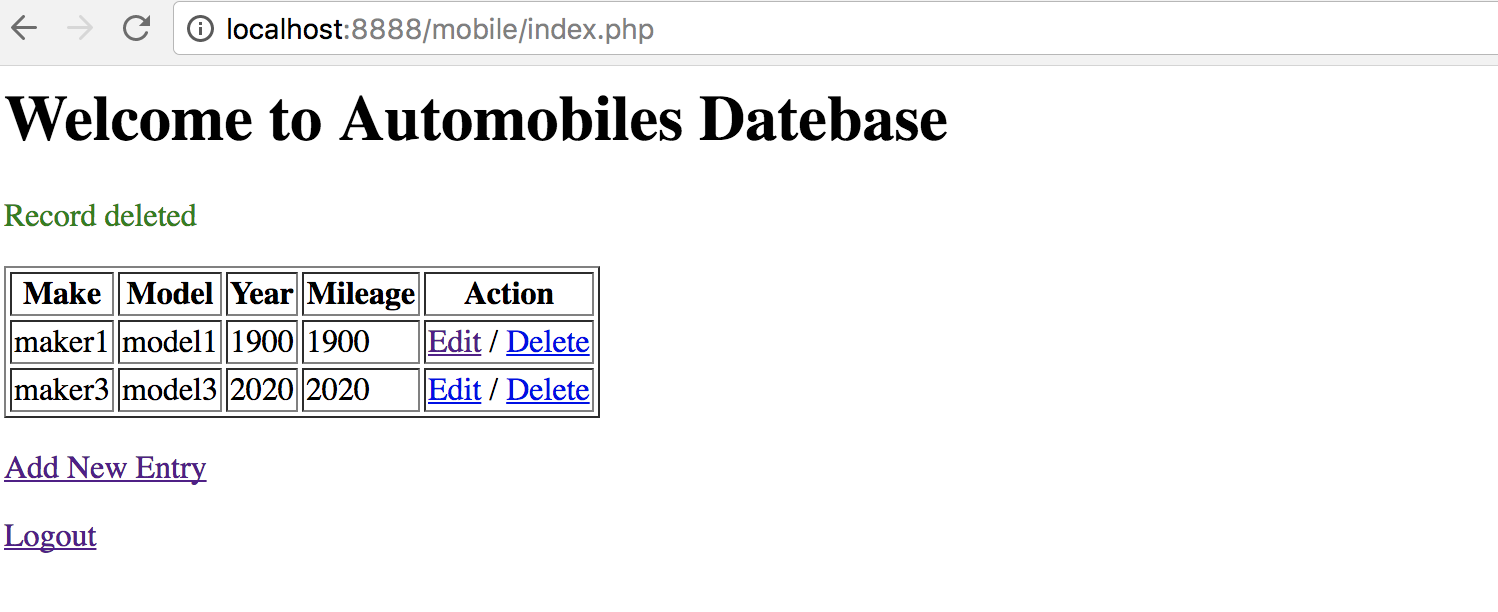 localhost:8888/mobile/index.php
Welcome to Automobiles Datebase
Record deleted
Make Model Year Mileage Action
maker1 model1 1900 1900 Edit / Delete
maker3 model3 2020 2020 Edit / Delete
Add New Entry
Logout